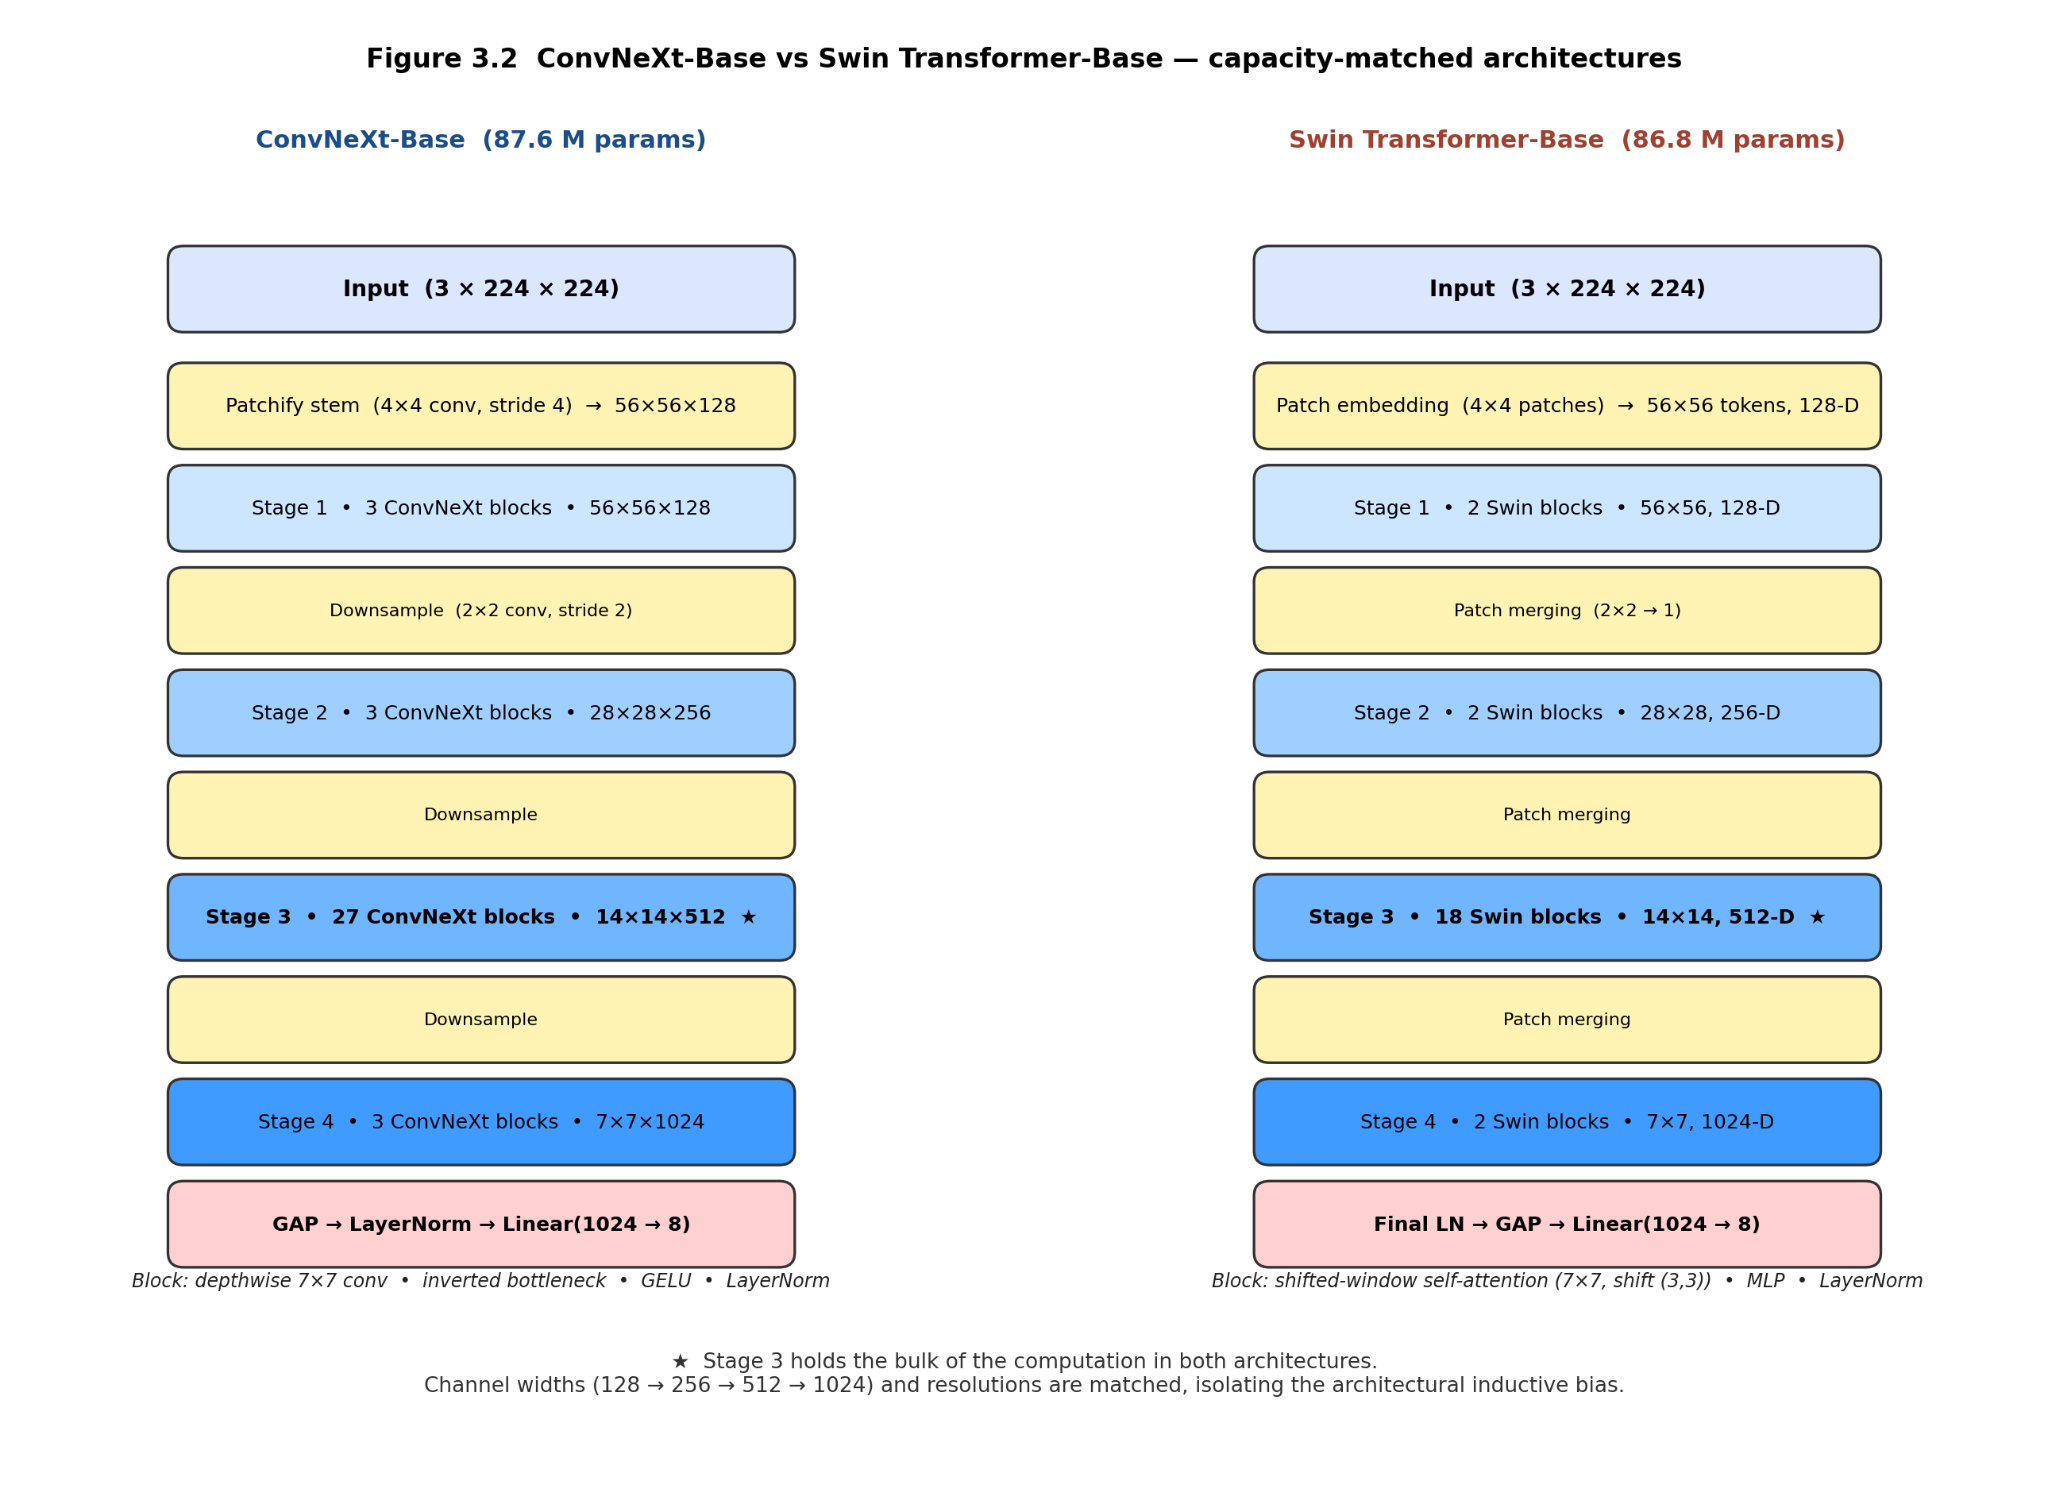 Figure 3.2  ConvNeXt-Base vs Swin Transformer-Base — capacity-matched architectures
ConvNeXt-Base  (87.6 M params)
Input  (3 × 224 × 224)
Patchify stem  (4×4 conv, stride 4)  →  56×56×128
Stage 1  •  3 ConvNeXt blocks  •  56×56×128
Downsample  (2×2 conv, stride 2)
Stage 2  •  3 ConvNeXt blocks  •  28×28×256
Downsample
Stage 3  •  27 ConvNeXt blocks  •  14×14×512  ★
Downsample
Stage 4  •  3 ConvNeXt blocks  •  7×7×1024
GAP → LayerNorm → Linear(1024 → 8)
Block: depthwise 7×7 conv  •  inverted bottleneck  •  GELU  •  LayerNorm
Swin Transformer-Base  (86.8 M params)
Input  (3 × 224 × 224)
Patch embedding  (4×4 patches)  →  56×56 tokens, 128-D
Stage 1  •  2 Swin blocks  •  56×56, 128-D
Patch merging  (2×2 → 1)
Stage 2  •  2 Swin blocks  •  28×28, 256-D
Patch merging
Stage 3  •  18 Swin blocks  •  14×14, 512-D  ★
Patch merging
Stage 4  •  2 Swin blocks  •  7×7, 1024-D
Final LN → GAP → Linear(1024 → 8)
Block: shifted-window self-attention (7×7, shift (3,3))  •  MLP  •  LayerNorm
★  Stage 3 holds the bulk of the computation in both architectures.
Channel widths (128 → 256 → 512 → 1024) and resolutions are matched, isolating the architectural inductive bias.